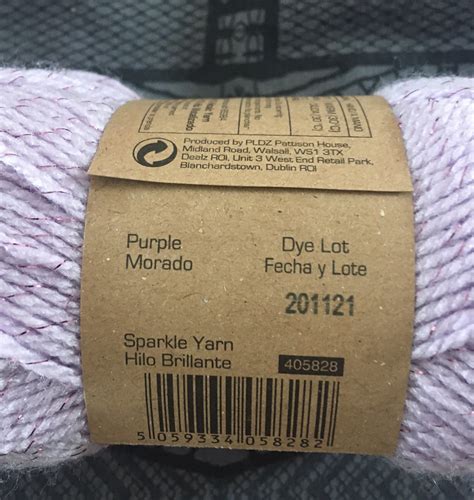 Produced by PLDZ Pattison House,
Midland Road, Walsall, WS1 3TX
Dealz ROI, Unit 3 West End Retail Park,
Blanchardstown, Dublin ROI
Purple
Morado
Dye Lot
Fecha y Lote
201121
Sparkle Yarn
Hilo Brillante
405828
5 059334 058282